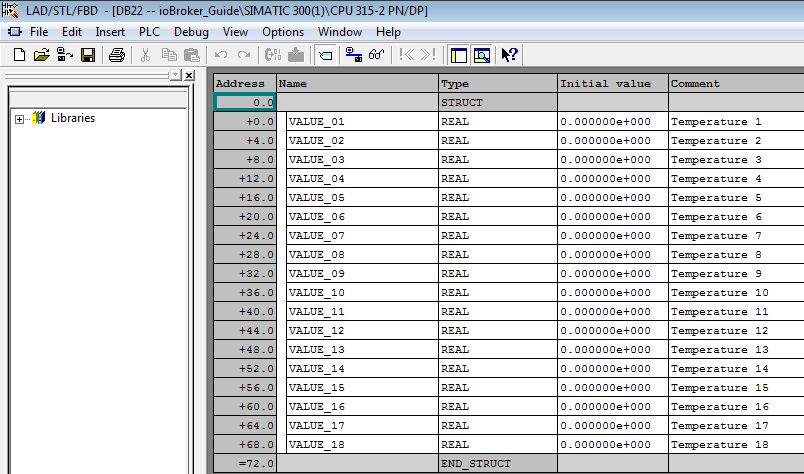 LAD/STL/FBD - [DB22 -- ioBroker_Guide\SIMATIC 300(1)\CPU 315-2 PN/DP]
File Edit Insert PLC Debug View Options Window Help
Libraries
Address Name Type Initial value Comment
0.0 STRUCT
+0.0 VALUE_01 REAL 0.000000e+000 Temperature 1
+4.0 VALUE_02 REAL 0.000000e+000 Temperature 2
+8.0 VALUE_03 REAL 0.000000e+000 Temperature 3
+12.0 VALUE_04 REAL 0.000000e+000 Temperature 4
+16.0 VALUE_05 REAL 0.000000e+000 Temperature 5
+20.0 VALUE_06 REAL 0.000000e+000 Temperature 6
+24.0 VALUE_07 REAL 0.000000e+000 Temperature 7
+28.0 VALUE_08 REAL 0.000000e+000 Temperature 8
+32.0 VALUE_09 REAL 0.000000e+000 Temperature 9
+36.0 VALUE_10 REAL 0.000000e+000 Temperature 10
+40.0 VALUE_11 REAL 0.000000e+000 Temperature 11
+44.0 VALUE_12 REAL 0.000000e+000 Temperature 12
+48.0 VALUE_13 REAL 0.000000e+000 Temperature 13
+52.0 VALUE_14 REAL 0.000000e+000 Temperature 14
+56.0 VALUE_15 REAL 0.000000e+000 Temperature 15
+60.0 VALUE_16 REAL 0.000000e+000 Temperature 16
+64.0 VALUE_17 REAL 0.000000e+000 Temperature 17
+68.0 VALUE_18 REAL 0.000000e+000 Temperature 18
=72.0 END_STRUCT